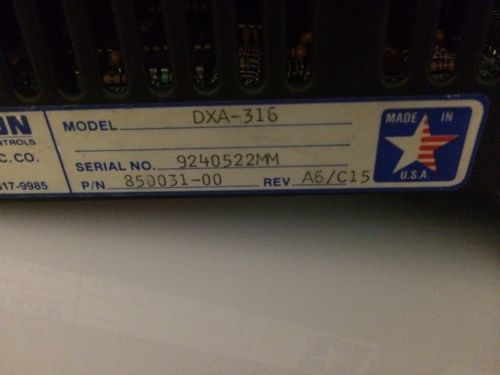 ON
MODEL DXA-316
CONTROLS
C.CO.
SERIAL NO. 9240522MM
617-9985
P/N 850031-00 REV A6/C15
MADE IN
U.S.A.